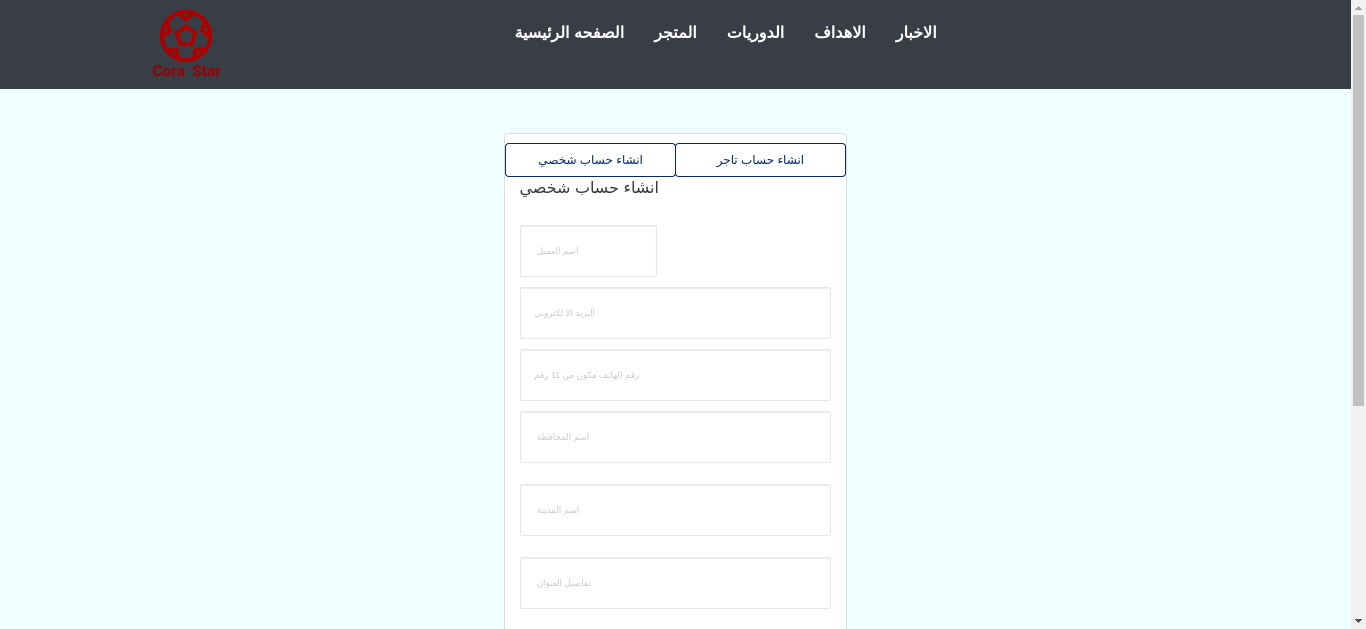 الصفحه الرئيسية المتجر الدوريات الاهداف الاخبار
Cora Star
انشاء حساب شخصي انشاء حساب تاجر
انشاء حساب شخصي
اسم العميل
البريد الا لكتروني
رقم الهاتف مكون من 11 رقم
اسم المحافظة
اسم المدينة
تفاصيل العنوان